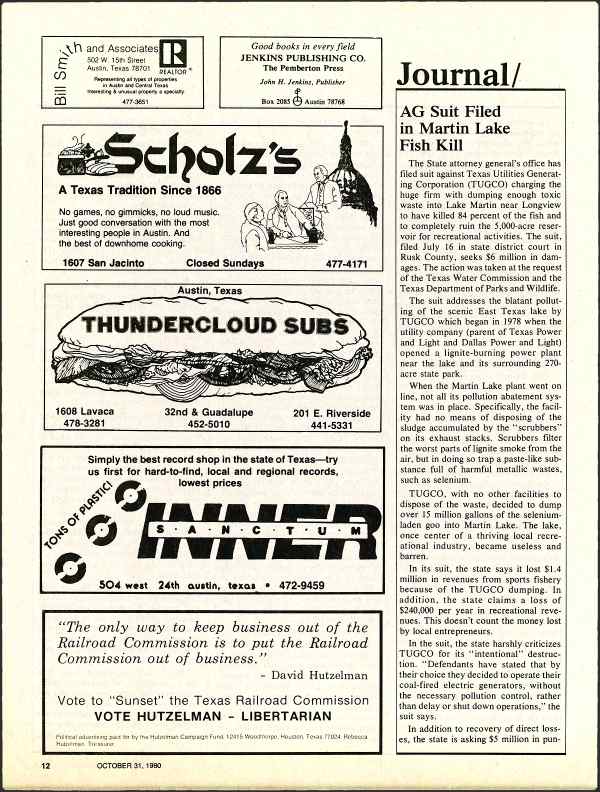 Bill Smith and Associates
502 W. 15th Street
Austin, Texas 78701
Representing all types of properties
in Austin and Central Texas
Interesting & unusual property a specialty
477-3651
R
REALTOR®
Good books in every field
JENKINS PUBLISHING CO.
The Pemberton Press
John H. Jenkins, Publisher
Box 2085 Austin 78768
Scholz's
A Texas Tradition Since 1866
No games, no gimmicks, no loud music.
Just good conversation with the most
interesting people in Austin. And
the best of downhome cooking.
1607 San Jacinto Closed Sundays 477-4171
Austin, Texas
THUNDERCLOUD SUBS
1608 Lavaca 32nd & Guadalupe 201 E. Riverside
478-3281 452-5010 441-5331
Simply the best record shop in the state of Texas—try
us first for hard-to-find, local and regional records,
lowest prices
TONS OF PLASTIC!
INNER
S·A·N·C·T·U·M
504 west 24th austin, texas • 472-9459
"The only way to keep business out of the
Railroad Commission is to put the Railroad
Commission out of business."
– David Hutzelman
Vote to "Sunset" the Texas Railroad Commission
VOTE HUTZELMAN – LIBERTARIAN
Political advertising paid for by the Hutzelman Campaign Fund, 12415 Woodthorpe, Houston, Texas 77024, Rebecca
Hutzelman, Treasurer
12 OCTOBER 31, 1980
Journal/
AG Suit Filed
in Martin Lake
Fish Kill
The State attorney general's office has
filed suit against Texas Utilities Generat-
ing Corporation (TUGCO) charging the
huge firm with dumping enough toxic
waste into Lake Martin near Longview
to have killed 84 percent of the fish and
to completely ruin the 5,000-acre reser-
voir for recreational activities. The suit,
filed July 16 in state district court in
Rusk County, seeks $6 million in dam-
ages. The action was taken at the request
of the Texas Water Commission and the
Texas Department of Parks and Wildlife.
The suit addresses the blatant pollut-
ing of the scenic East Texas lake by
TUGCO which began in 1978 when the
utility company (parent of Texas Power
and Light and Dallas Power and Light)
opened a lignite-burning power plant
near the lake and its surrounding 270-
acre state park.
When the Martin Lake plant went on
line, not all its pollution abatement sys-
tem was in place. Specifically, the facil-
ity had no means of disposing of the
sludge accumulated by the "scrubbers"
on its exhaust stacks. Scrubbers filter
the worst parts of lignite smoke from the
air, but in doing so trap a paste-like sub-
stance full of harmful metallic wastes,
such as selenium.
TUGCO, with no other facilities to
dispose of the waste, decided to dump
over 15 million gallons of the selenium-
laden goo into Martin Lake. The lake,
once center of a thriving local recre-
ational industry, became useless and
barren.
In its suit, the state says it lost $1.4
million in revenues from sports fishery
because of the TUGCO dumping. In
addition, the state claims a loss of
$240,000 per year in recreational reve-
nues. This doesn't count the money lost
by local entrepreneurs.
In the suit, the state harshly criticizes
TUGCO for its "intentional" destruc-
tion. "Defendants have stated that by
their choice they decided to operate their
coal-fired electric generators, without
the necessary pollution control, rather
than delay or shut down operations," the
suit says.
In addition to recovery of direct loss-
es, the state is asking $5 million in pun-